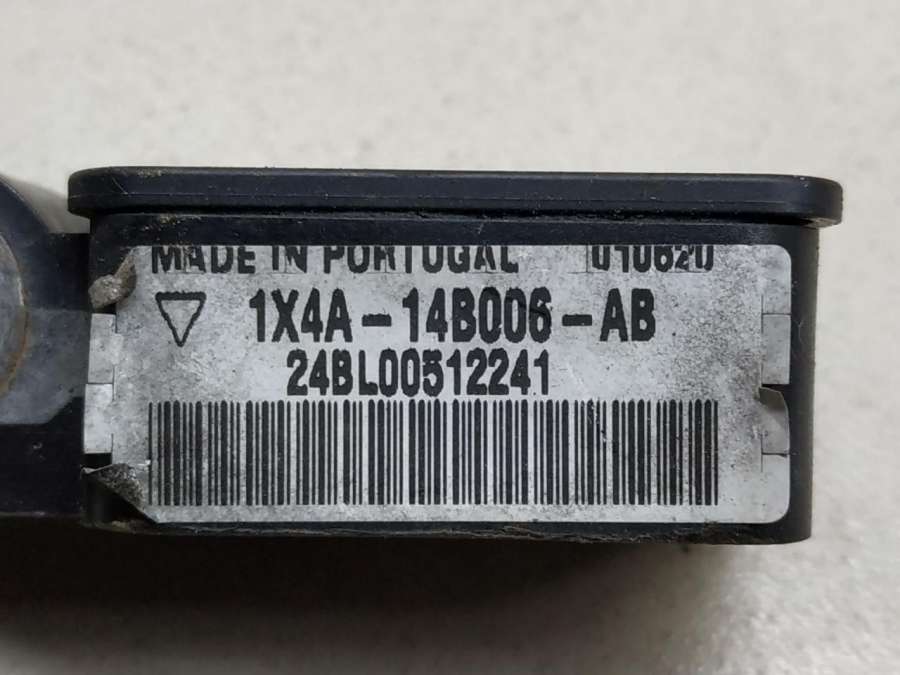 MADE IN PORTUGAL 010620
1X4A-14B006-AB
24BL00512241